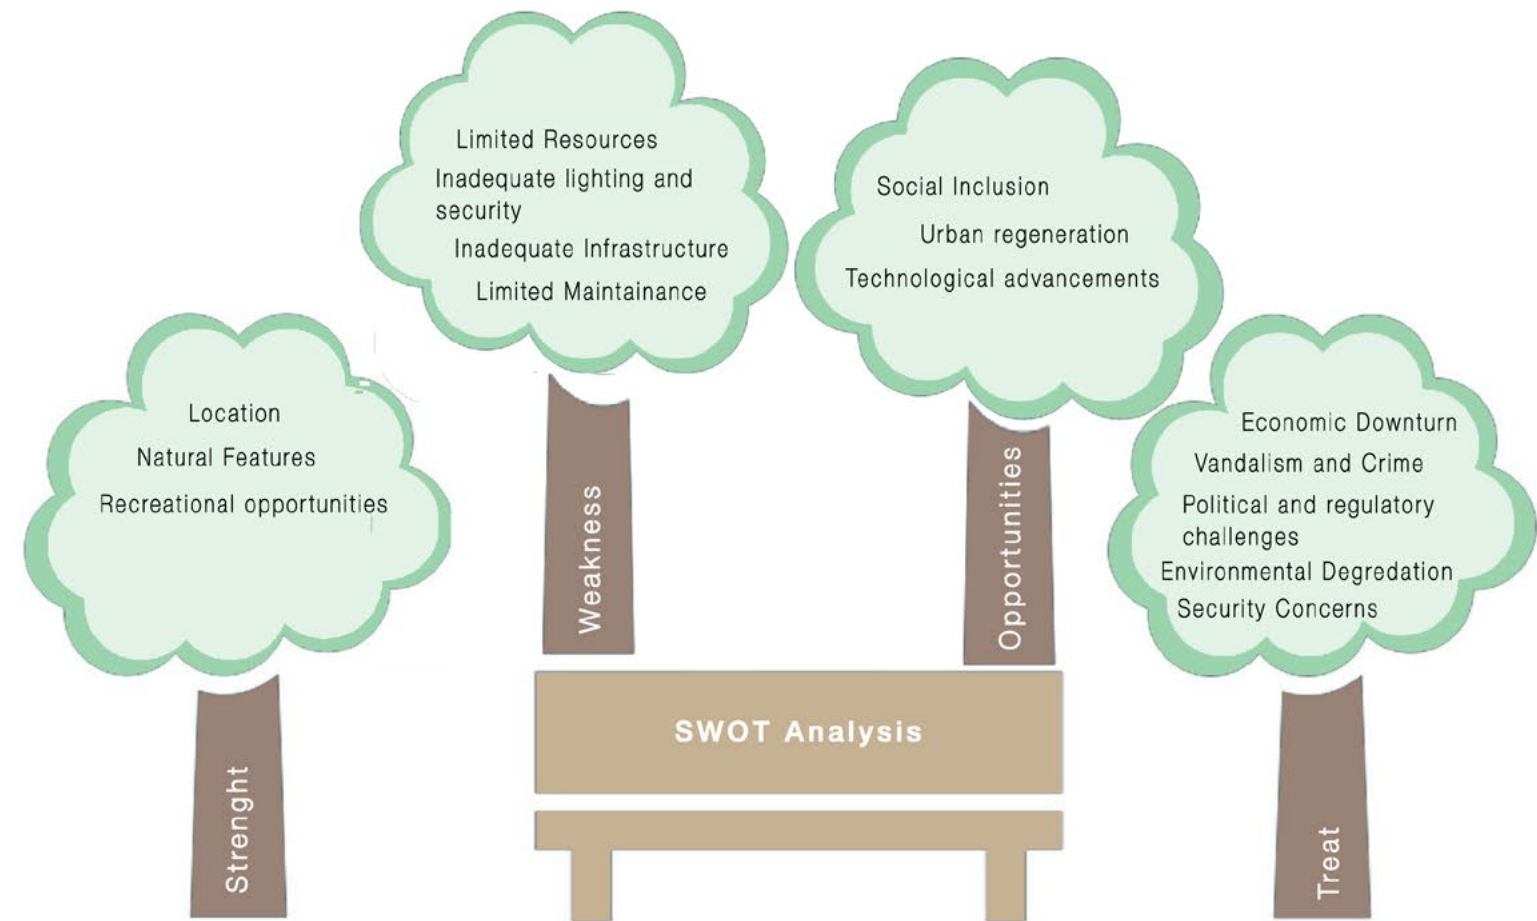 Limited Resources
Inadequate lighting and
security
Inadequate Infrastructure
Limited Maintainance
Social Inclusion
Urban regeneration
Technological advancements
Location
Natural Features
Recreational opportunities
Economic Downturn
Vandalism and Crime
Political and regulatory
challenges
Environmental Degredation
Security Concerns
Strenght
Weakness
Opportunities
Treat
SWOT Analysis